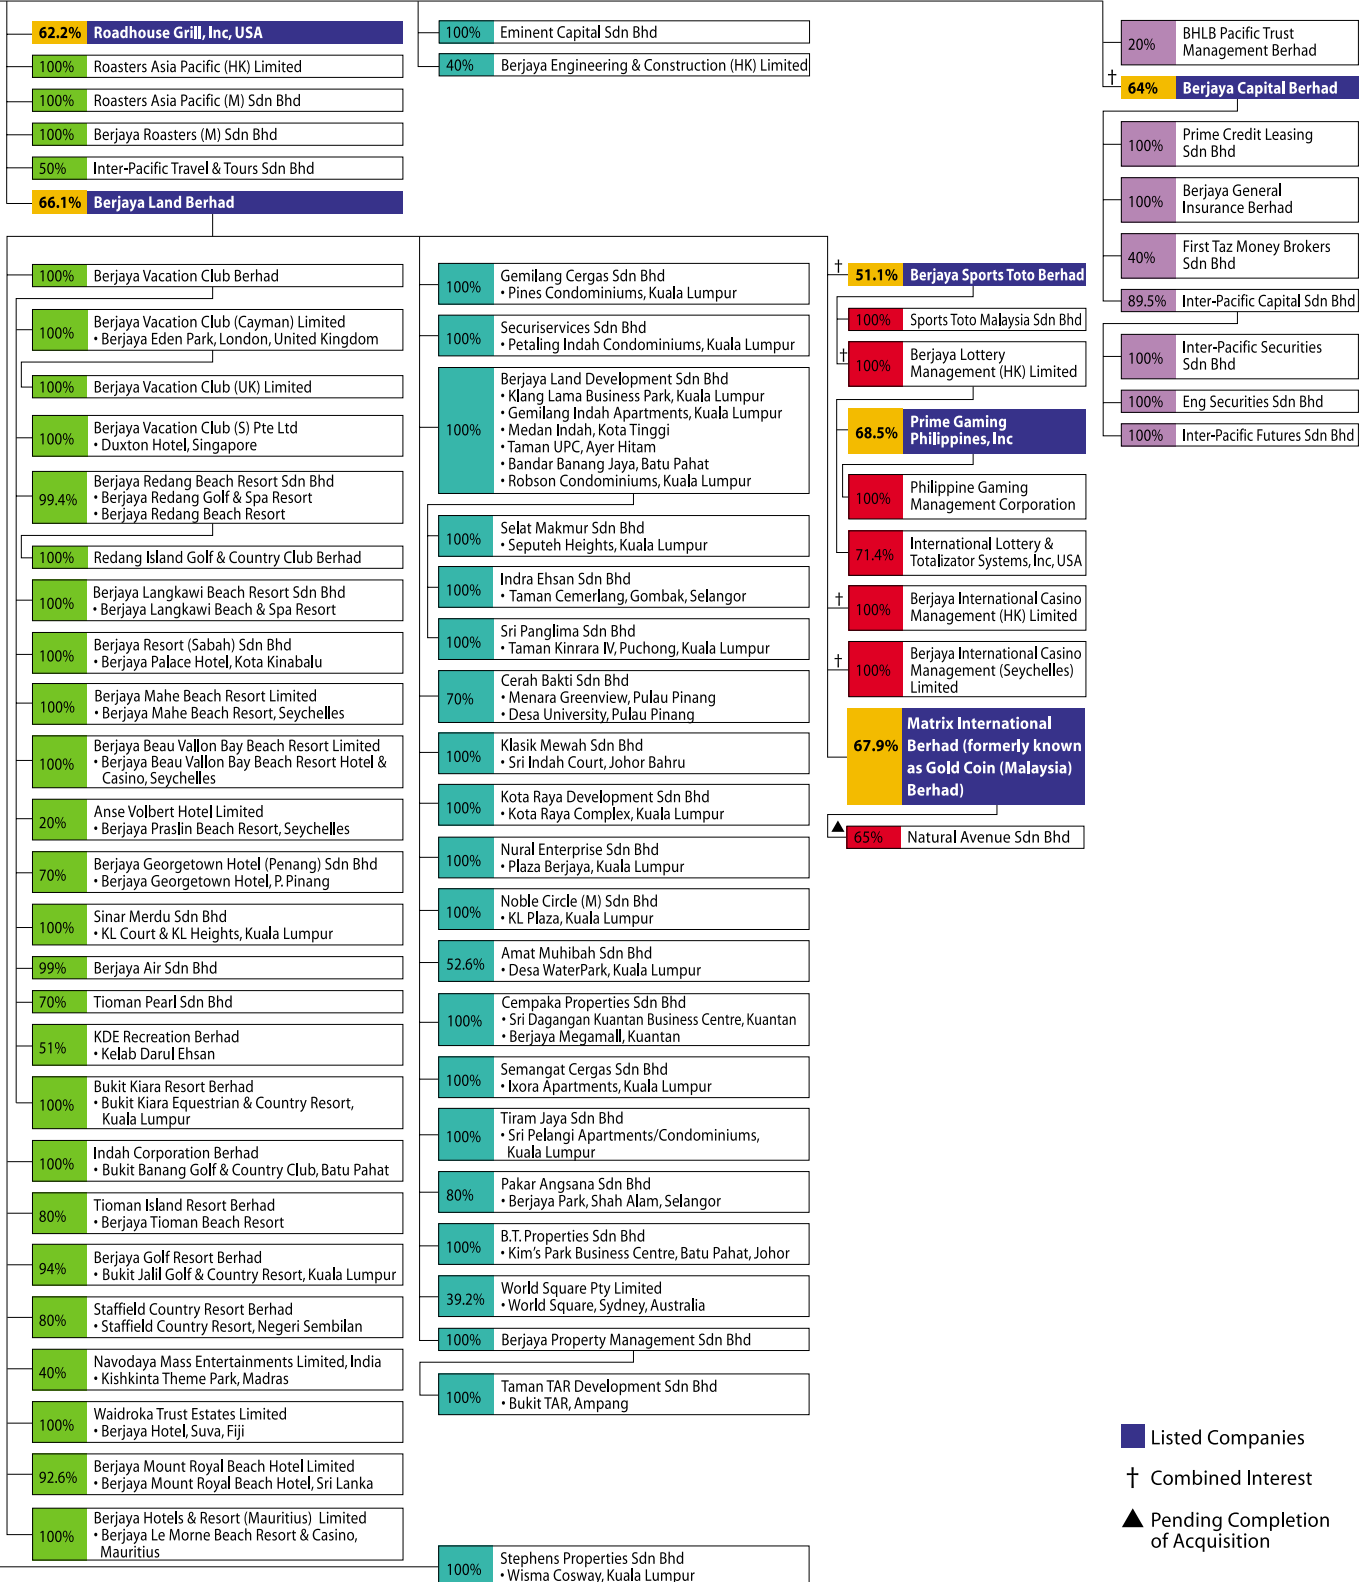 62.2% Roadhouse Grill, Inc, USA
100% Roasters Asia Pacific (HK) Limited
100% Roasters Asia Pacific (M) Sdn Bhd
100% Berjaya Roasters (M) Sdn Bhd
50% Inter-Pacific Travel & Tours Sdn Bhd
66.1% Berjaya Land Berhad
100% Berjaya Vacation Club Berhad
100% Berjaya Vacation Club (Cayman) Limited
• Berjaya Eden Park, London, United Kingdom
100% Berjaya Vacation Club (UK) Limited
100% Berjaya Vacation Club (S) Pte Ltd
• Duxton Hotel, Singapore
99.4% Berjaya Redang Beach Resort Sdn Bhd
• Berjaya Redang Golf & Spa Resort
• Berjaya Redang Beach Resort
100% Redang Island Golf & Country Club Berhad
100% Berjaya Langkawi Beach Resort Sdn Bhd
• Berjaya Langkawi Beach & Spa Resort
100% Berjaya Resort (Sabah) Sdn Bhd
• Berjaya Palace Hotel, Kota Kinabalu
100% Berjaya Mahe Beach Resort Limited
• Berjaya Mahe Beach Resort, Seychelles
100% Berjaya Beau Vallon Bay Beach Resort Limited
• Berjaya Beau Vallon Bay Beach Resort Hotel &
Casino, Seychelles
20% Anse Volbert Hotel Limited
• Berjaya Praslin Beach Resort, Seychelles
70% Berjaya Georgetown Hotel (Penang) Sdn Bhd
• Berjaya Georgetown Hotel, P. Pinang
100% Sinar Merdu Sdn Bhd
• KL Court & KL Heights, Kuala Lumpur
99% Berjaya Air Sdn Bhd
70% Tioman Pearl Sdn Bhd
51% KDE Recreation Berhad
• Kelab Darul Ehsan
100% Bukit Kiara Resort Berhad
• Bukit Kiara Equestrian & Country Resort,
Kuala Lumpur
100% Indah Corporation Berhad
• Bukit Banang Golf & Country Club, Batu Pahat
80% Tioman Island Resort Berhad
• Berjaya Tioman Beach Resort
94% Berjaya Golf Resort Berhad
• Bukit Jalil Golf & Country Resort, Kuala Lumpur
80% Staffield Country Resort Berhad
• Staffield Country Resort, Negeri Sembilan
40% Navodaya Mass Entertainments Limited, India
• Kishkinta Theme Park, Madras
100% Waidroka Trust Estates Limited
• Berjaya Hotel, Suva, Fiji
92.6% Berjaya Mount Royal Beach Hotel Limited
• Berjaya Mount Royal Beach Hotel, Sri Lanka
100% Berjaya Hotels & Resort (Mauritius) Limited
• Berjaya Le Morne Beach Resort & Casino,
Mauritius
100% Eminent Capital Sdn Bhd
40% Berjaya Engineering & Construction (HK) Limited
100% Gemilang Cergas Sdn Bhd
• Pines Condominiums, Kuala Lumpur
100% Securiservices Sdn Bhd
• Petaling Indah Condominiums, Kuala Lumpur
100% Berjaya Land Development Sdn Bhd
• Klang Lama Business Park, Kuala Lumpur
• Gemilang Indah Apartments, Kuala Lumpur
• Medan Indah, Kota Tinggi
• Taman UPC, Ayer Hitam
• Bandar Banang Jaya, Batu Pahat
• Robson Condominiums, Kuala Lumpur
100% Selat Makmur Sdn Bhd
• Seputeh Heights, Kuala Lumpur
100% Indra Ehsan Sdn Bhd
• Taman Cemerlang, Gombak, Selangor
100% Sri Panglima Sdn Bhd
• Taman Kinrara IV, Puchong, Kuala Lumpur
70% Cerah Bakti Sdn Bhd
• Menara Greenview, Pulau Pinang
• Desa University, Pulau Pinang
100% Klasik Mewah Sdn Bhd
• Sri Indah Court, Johor Bahru
100% Kota Raya Development Sdn Bhd
• Kota Raya Complex, Kuala Lumpur
100% Nural Enterprise Sdn Bhd
• Plaza Berjaya, Kuala Lumpur
100% Noble Circle (M) Sdn Bhd
• KL Plaza, Kuala Lumpur
52.6% Amat Muhibah Sdn Bhd
• Desa WaterPark, Kuala Lumpur
100% Cempaka Properties Sdn Bhd
• Sri Dagangan Kuantan Business Centre, Kuantan
• Berjaya Megamall, Kuantan
100% Semangat Cergas Sdn Bhd
• Ixora Apartments, Kuala Lumpur
100% Tiram Jaya Sdn Bhd
• Sri Pelangi Apartments/Condominiums,
Kuala Lumpur
80% Pakar Angsana Sdn Bhd
• Berjaya Park, Shah Alam, Selangor
100% B.T. Properties Sdn Bhd
• Kim's Park Business Centre, Batu Pahat, Johor
39.2% World Square Pty Limited
• World Square, Sydney, Australia
100% Berjaya Property Management Sdn Bhd
100% Taman TAR Development Sdn Bhd
• Bukit TAR, Ampang
100% Stephens Properties Sdn Bhd
• Wisma Cosway, Kuala Lumpur
† 51.1% Berjaya Sports Toto Berhad
100% Sports Toto Malaysia Sdn Bhd
† 100% Berjaya Lottery
Management (HK) Limited
68.5% Prime Gaming
Philippines, Inc
100% Philippine Gaming
Management Corporation
71.4% International Lottery &
Totalizator Systems, Inc, USA
† 100% Berjaya International Casino
(HK) Limited
† 100% Berjaya International Casino
Management (Seychelles)
Limited
67.9% Matrix International
Berhad (formerly known
as Gold Coin (Malaysia)
Berhad)
▲ 65% Natural Avenue Sdn Bhd
20% BHLB Pacific Trust
Management Berhad
† 64% Berjaya Capital Berhad
100% Prime Credit Leasing
Sdn Bhd
100% Berjaya General
Insurance Berhad
40% First Taz Money Brokers
Sdn Bhd
89.5% Inter-Pacific Capital Sdn Bhd
100% Inter-Pacific Securities
Sdn Bhd
100% Eng Securities Sdn Bhd
100% Inter-Pacific Futures Sdn Bhd
Listed Companies
† Combined Interest
▲ Pending Completion
of Acquisition